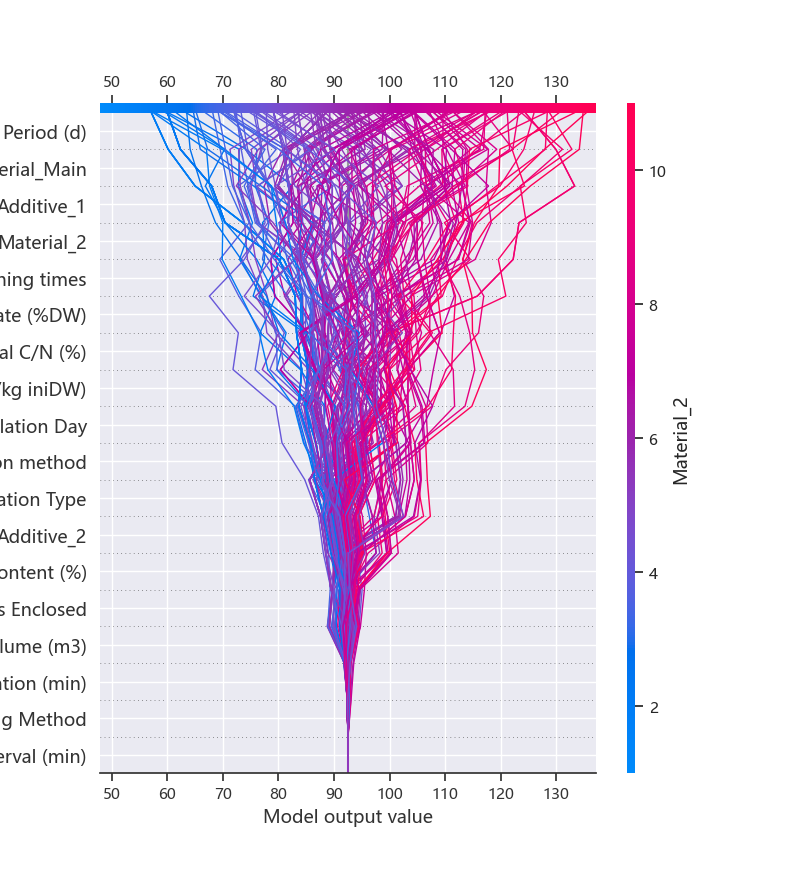 50 60 70 80 90 100 110 120 130
Period (d)
erial_Main
Additive_1
Material_2
ning times
ate (%DW)
al C/N (%)
/kg iniDW)
lation Day
on method
ation Type
Additive_2
ontent (%)
s Enclosed
lume (m3)
ation (min)
g Method
erval (min)
50 60 70 80 90 100 110 120 130
Model output value
10
8
6
4
2
Material_2